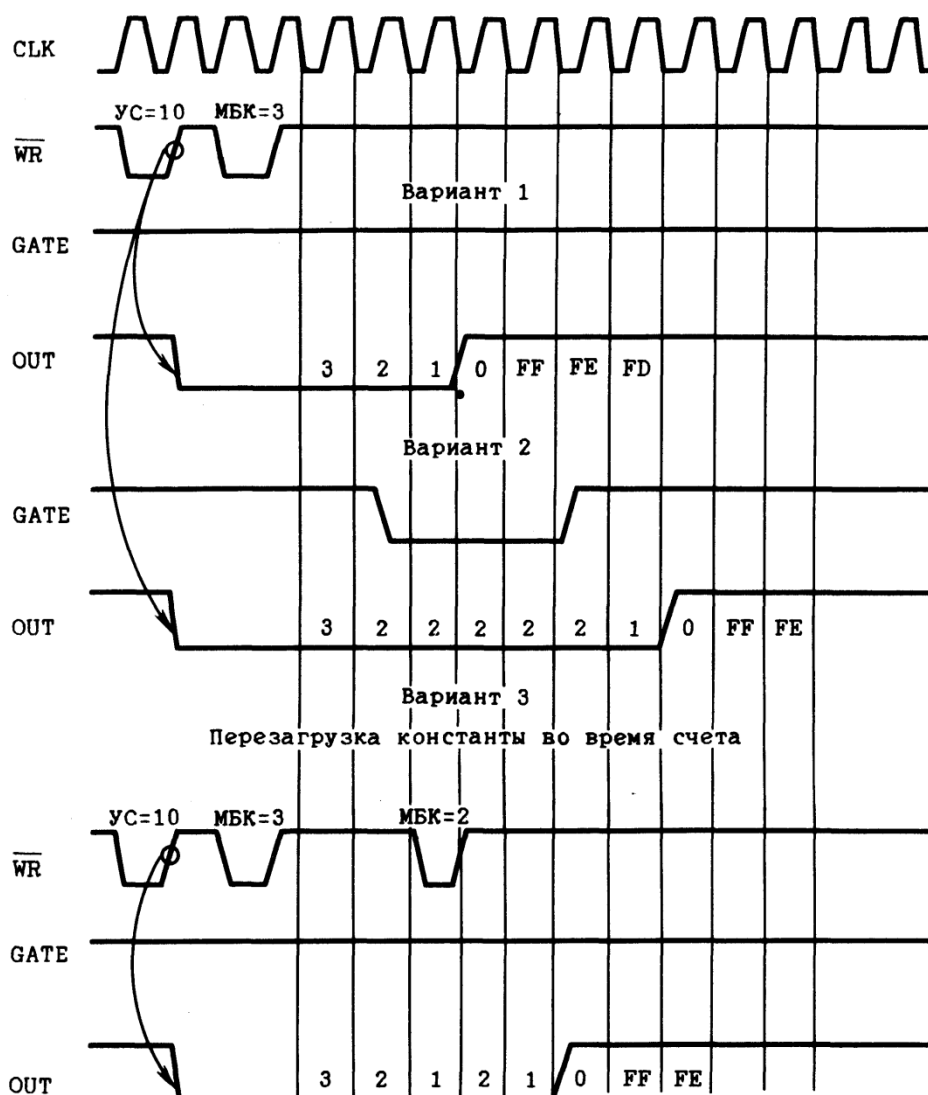 CLK
УС=10 МБК=3
WR
Вариант 1
GATE
OUT
3 2 1 0 FF FE FD
Вариант 2
GATE
OUT
3 2 2 2 2 2 1 0 FF FE
Вариант 3
Перезагрузка константы во время счета
УС=10 МБК=3 МБК=2
WR
GATE
OUT
3 2 1 2 1 0 FF FE